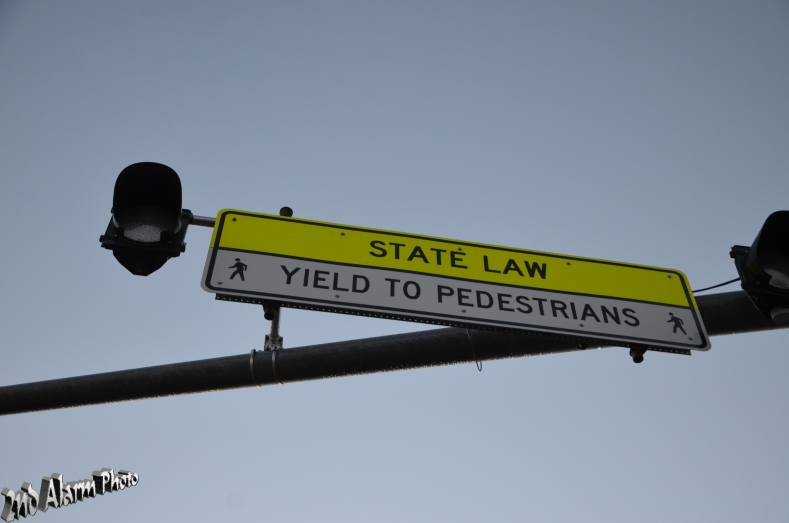 STATE LAW
YIELD TO PEDESTRIANS
MD Alarm Photo